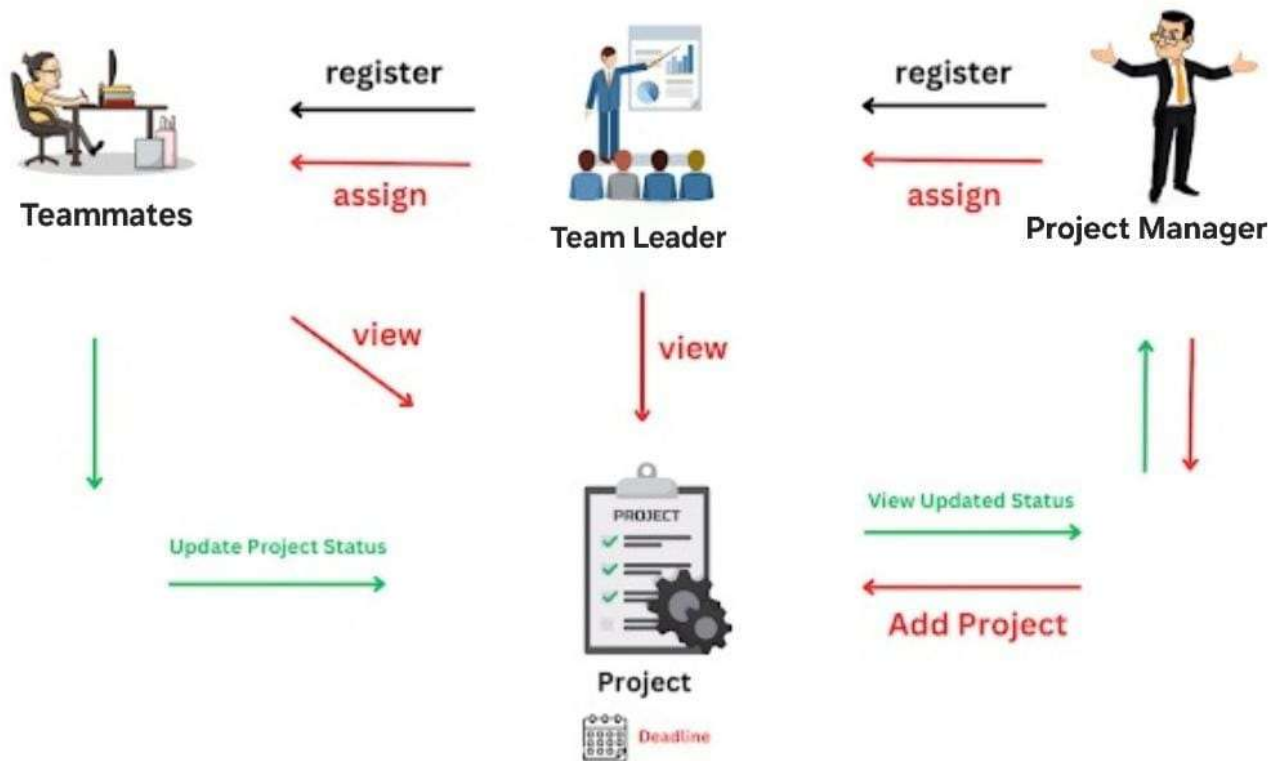 register
register
assign
assign
Teammates
Team Leader
Project Manager
view
view
PROJECT
View Updated Status
Update Project Status
Add Project
Project
Deadline